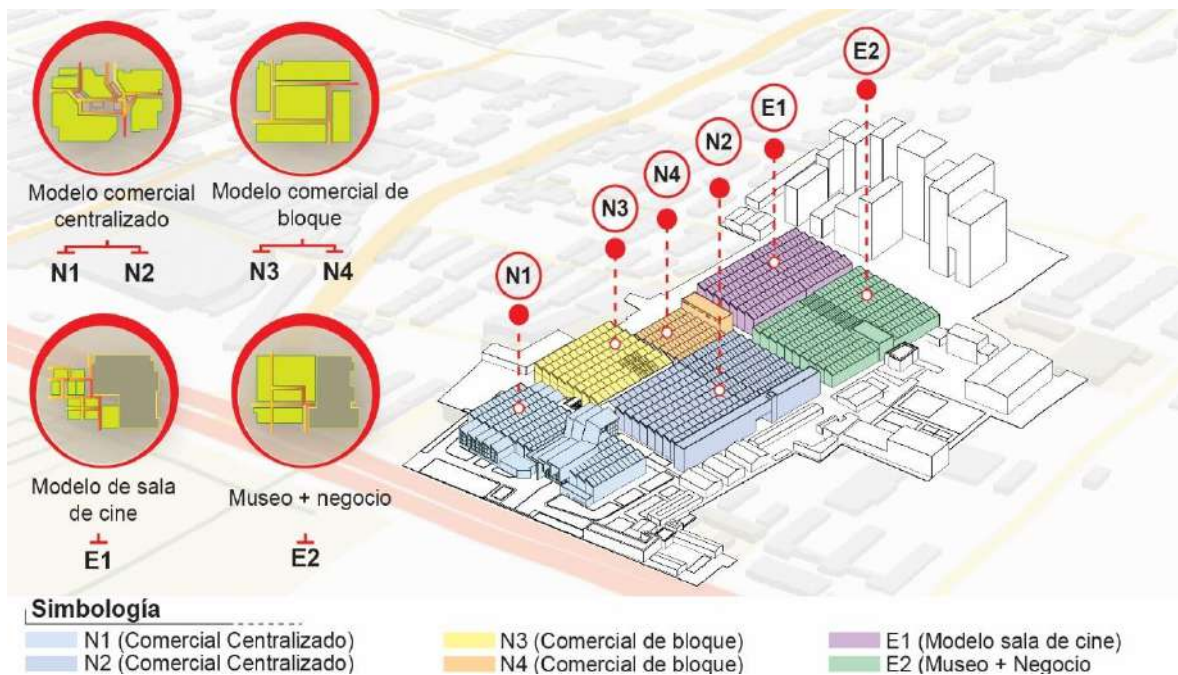 Modelo comercial
centralizado
N1 N2
Modelo comercial de
bloque
N3 N4
Modelo de sala
de cine
E1
Museo + negocio
E2
N1
N3
N4
N2
E1
E2
Simbología
N1 (Comercial Centralizado)
N2 (Comercial Centralizado)
N3 (Comercial de bloque)
N4 (Comercial de bloque)
E1 (Modelo sala de cine)
E2 (Museo + Negocio